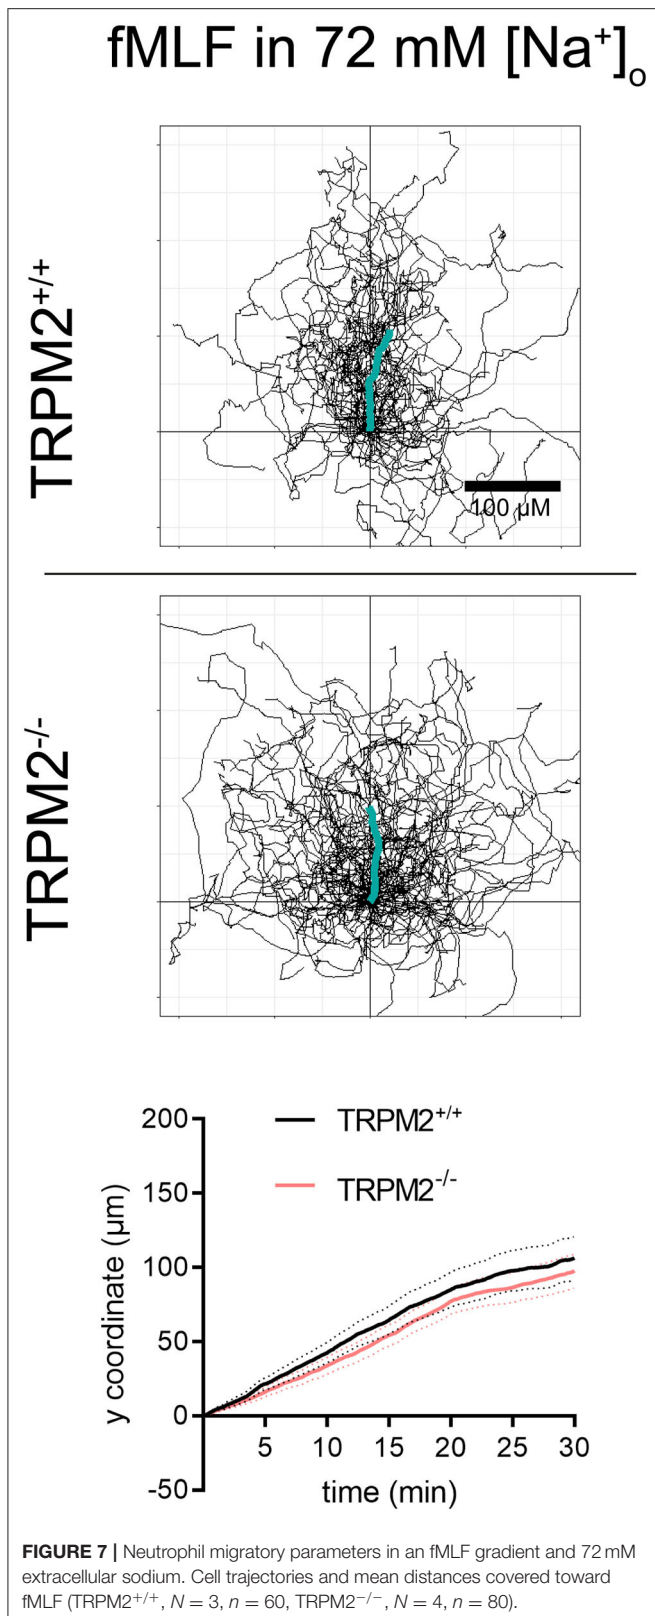 fMLF in 72 mM [Na⁺]ₒ
TRPM2⁺/⁺
100 µM
TRPM2⁻/⁻
200
TRPM2⁺/⁺
150
TRPM2⁻/⁻
100
50
0
-50
y coordinate (µm)
5 10 15 20 25 30
time (min)
FIGURE 7 | Neutrophil migratory parameters in an fMLF gradient and 72 mM
extracellular sodium. Cell trajectories and mean distances covered toward
fMLF (TRPM2⁺/⁺, N = 3, n = 60, TRPM2⁻/⁻, N = 4, n = 80).